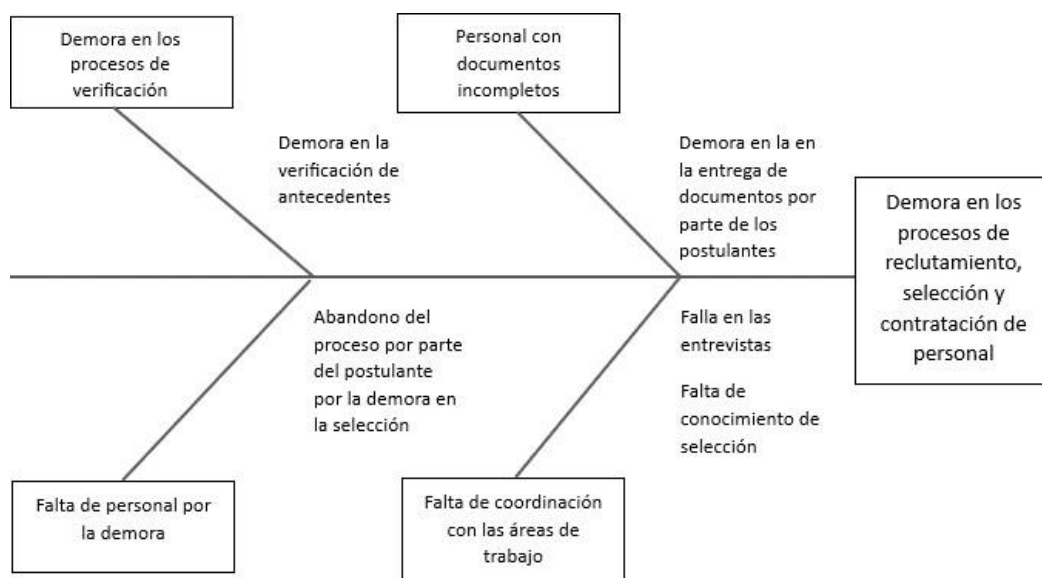 Demora en los
procesos de
verificación
Personal con
documentos
incompletos
Demora en la
verificación de
antecedentes
Demora en la en
la entrega de
documentos por
parte de los
postulantes
Demora en los
procesos de
reclutamiento,
selección y
contratación de
personal
Abandono del
proceso por parte
del postulante
por la demora en
la selección
Falla en las
entrevistas
Falta de
conocimiento de
selección
Falta de personal por
la demora
Falta de coordinación
con las áreas de
trabajo